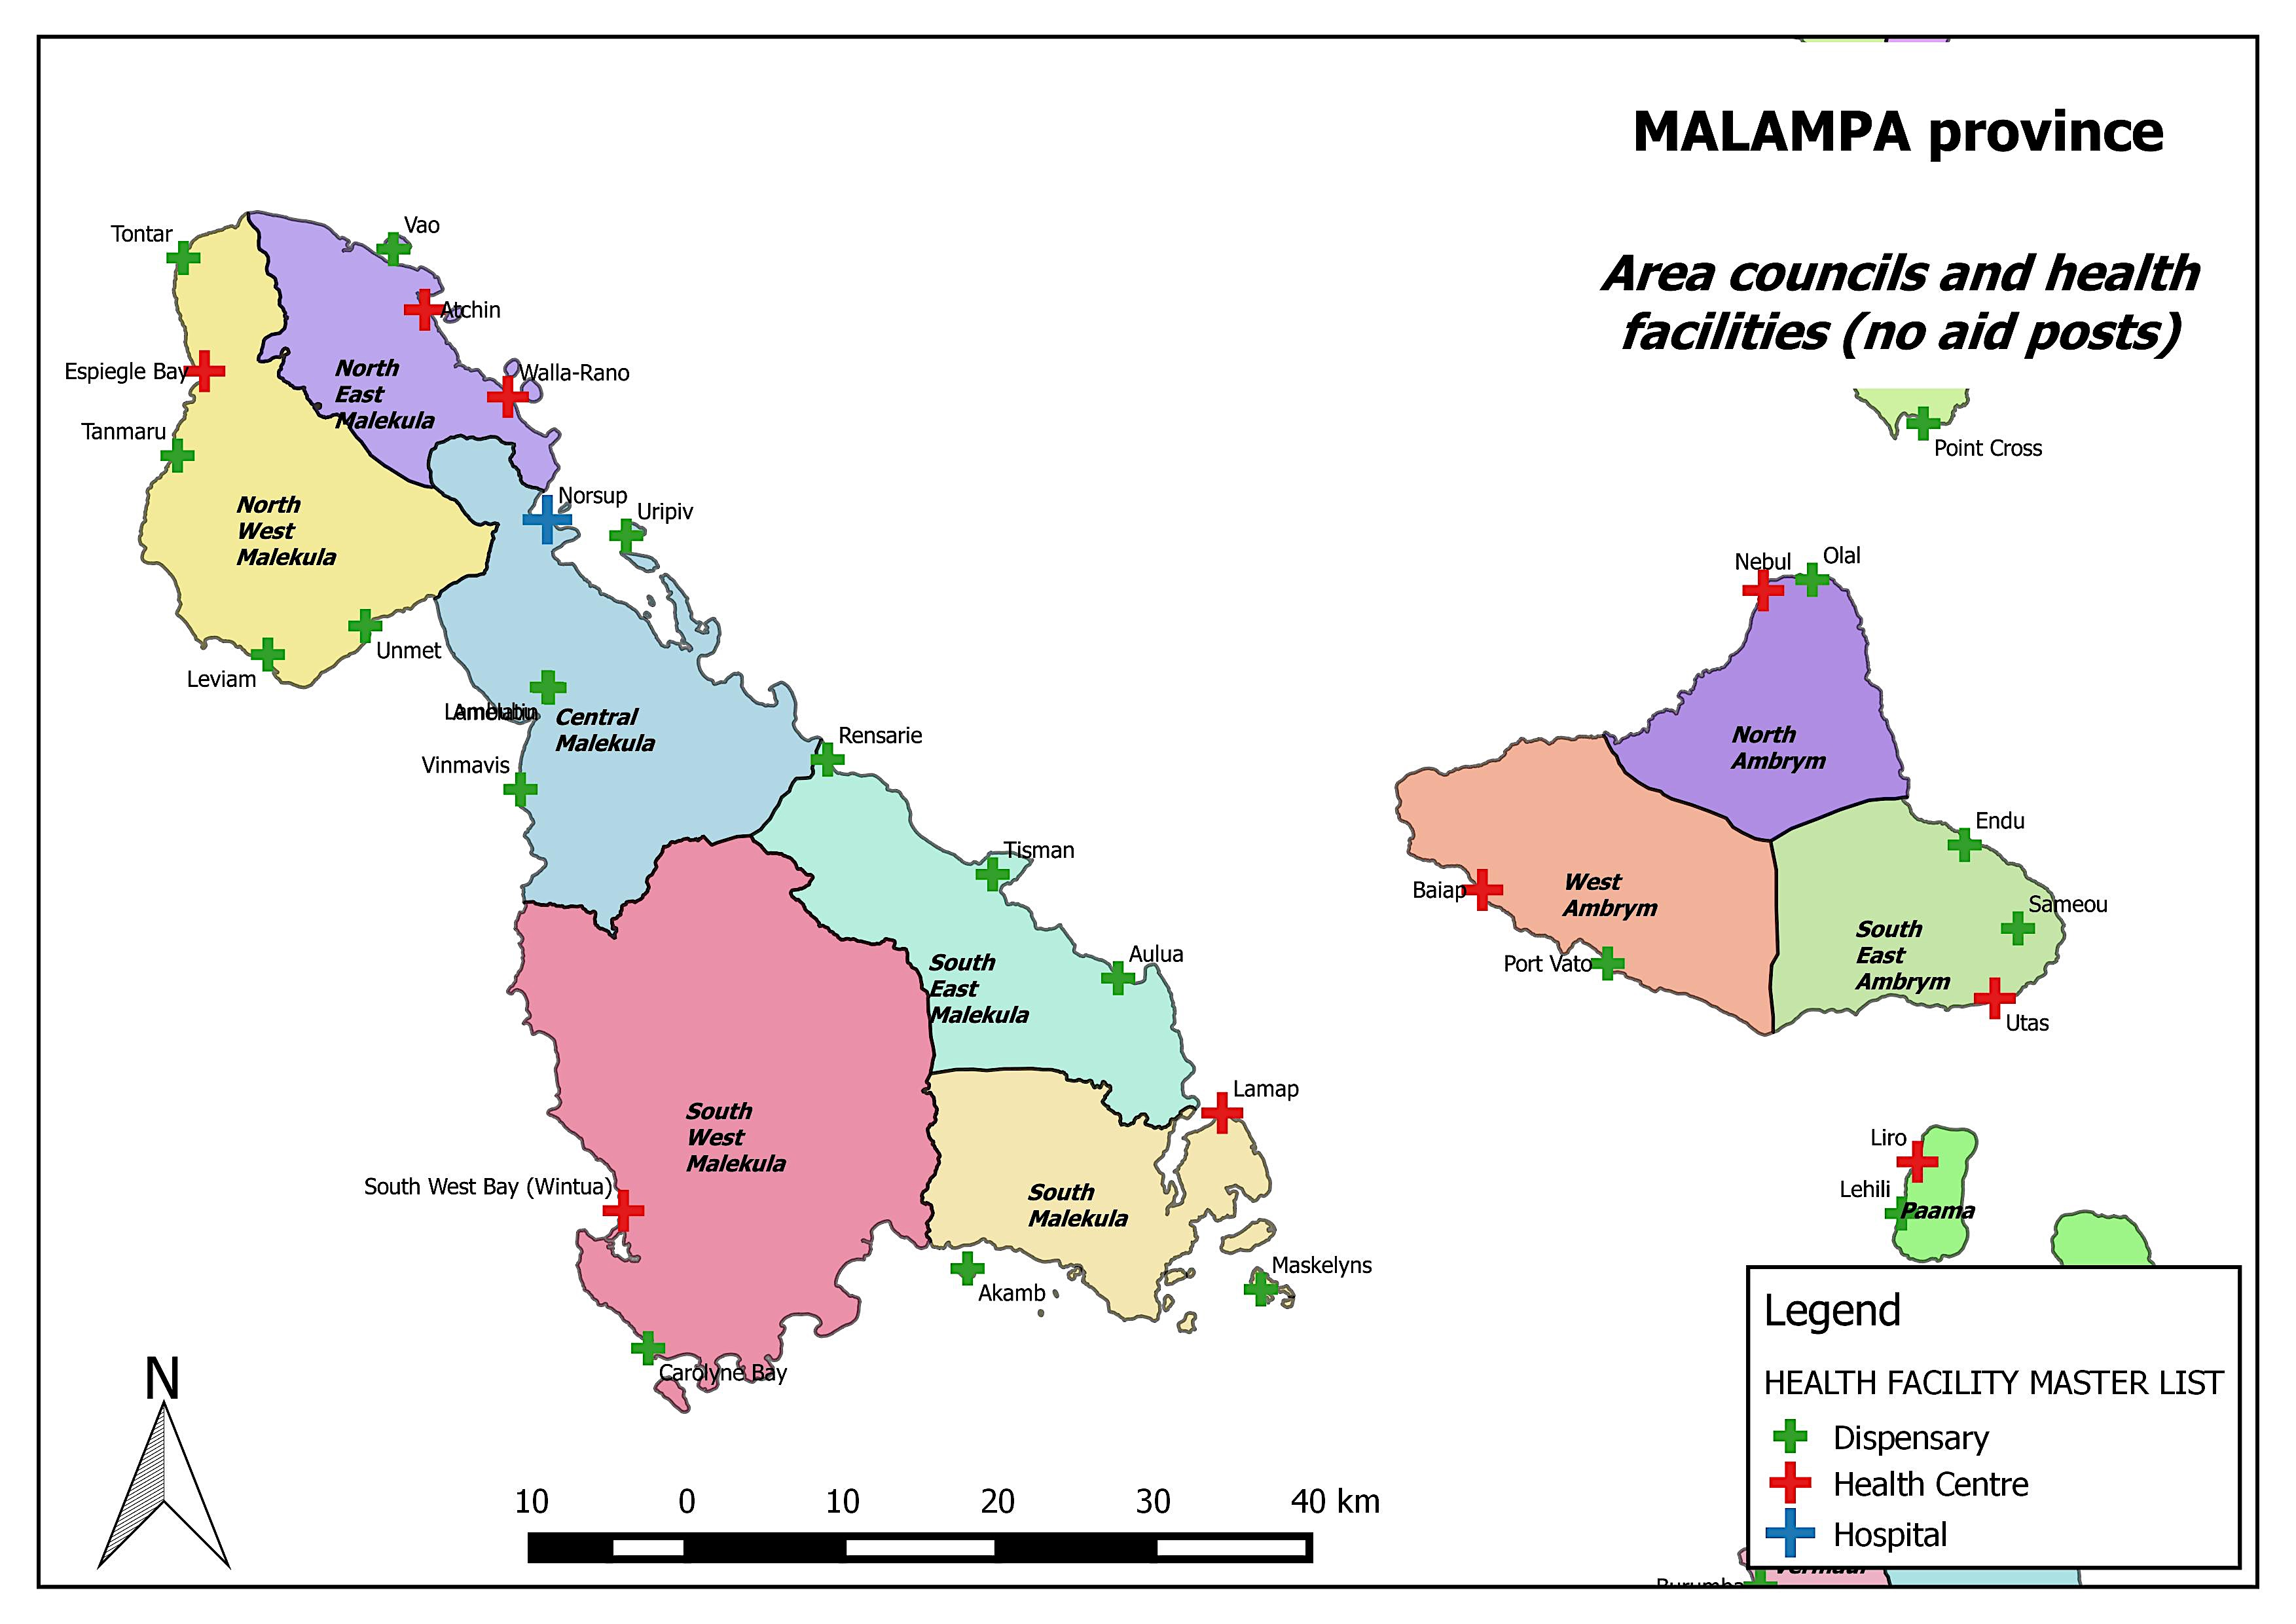 MALAMPA province
Area councils and health
facilities (no aid posts)
Tontar
Vao
Atchin
Espiegle Bay
Walla-Rano
North
East
Malekula
Tanmaru
Point Cross
North
West
Malekula
Norsup
Uripiv
Nebul
Olal
Unmet
Leviam
Central
Malekula
Vinmavis
Rensarie
North
Ambrym
Endu
Tisman
West
Ambrym
Baiap
Sameou
South
East
Ambrym
Port Vato
Aulua
South
East
Malekula
Utas
Lamap
South
West
Malekula
Liro
Lehili
Paama
South West Bay (Wintua)
South
Malekula
Maskelyns
Akamb
Carolyne Bay
N
10 0 10 20 30 40 km
Legend
HEALTH FACILITY MASTER LIST
Dispensary
Health Centre
Hospital